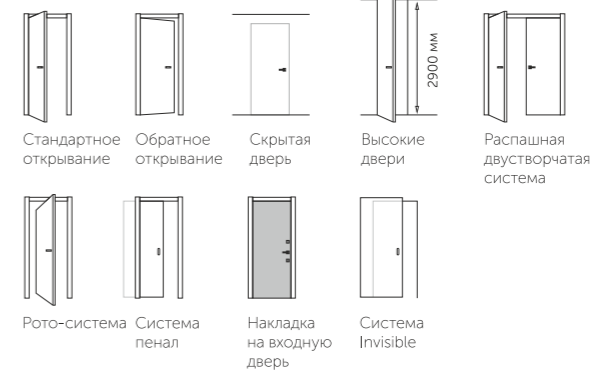 2900 мм
Стандартное
открывание
Обратное
открывание
Скрытая
дверь
Высокие
двери
Распашная
двустворчатая
система
Рото-система
Система
пенал
Накладка
на входную
дверь
Система
Invisible